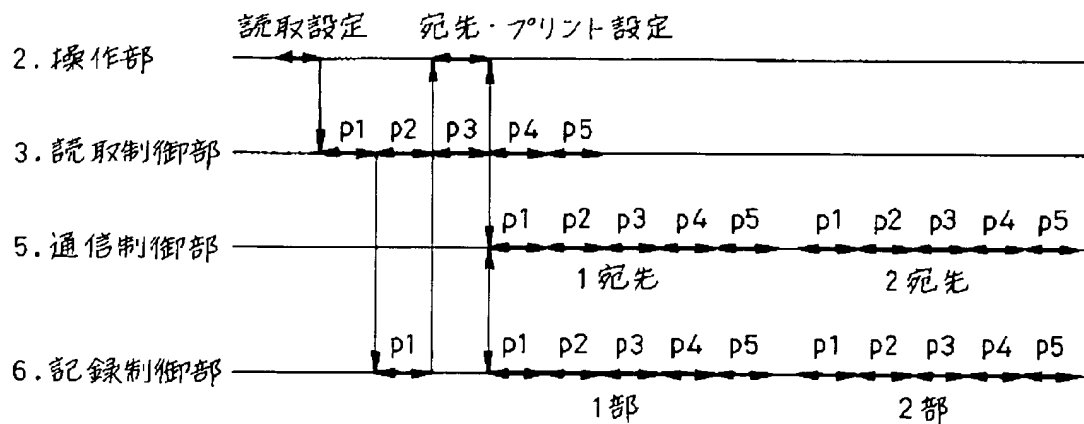 読取設定 宛先・プリント設定
2.操作部
p1 p2 p3 p4 p5
3.読取制御部
p1 p2 p3 p4 p5 p1 p2 p3 p4 p5
5.通信制御部
1宛先 2宛先
p1 p1 p2 p3 p4 p5 p1 p2 p3 p4 p5
6.記録制御部
1部 2部